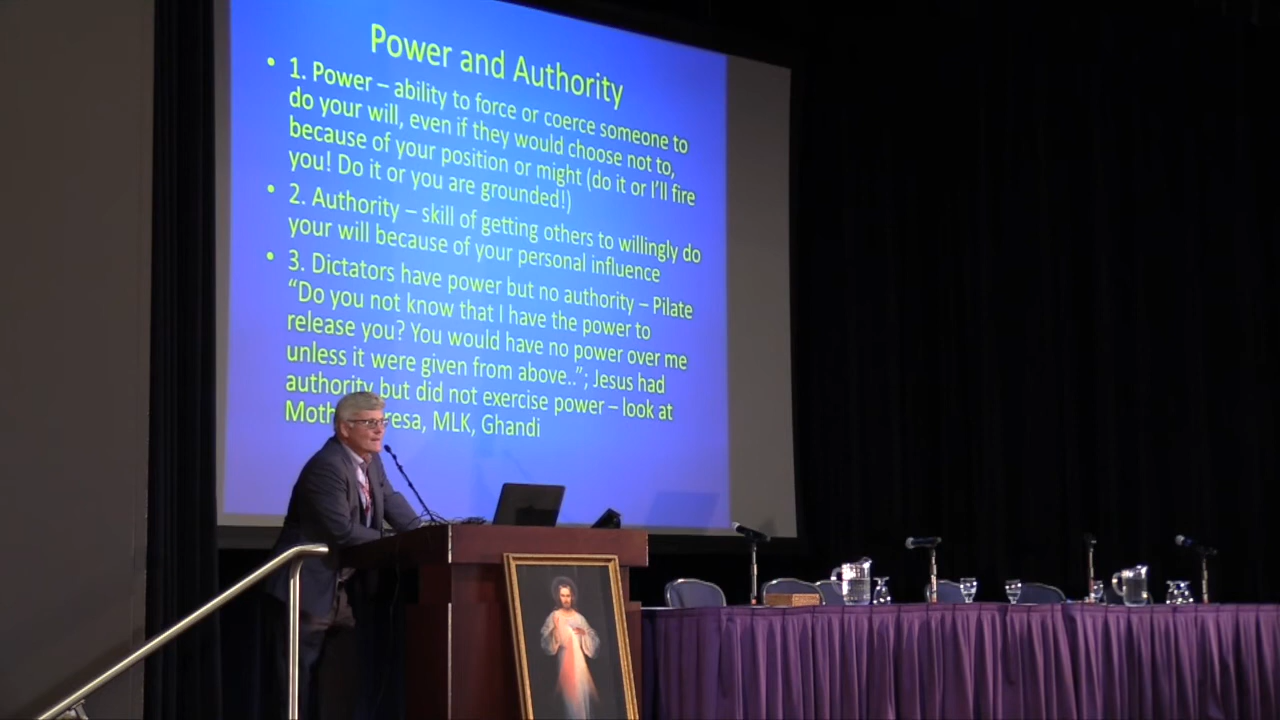 Power and Authority
• 1. Power – ability to force or coerce someone to
do your will, even if they would choose not to,
because of your position or might (do it or I'll fire
you! Do it or you are grounded!)
• 2. Authority – skill of getting others to willingly do
your will because of your personal influence
• 3. Dictators have power but no authority – Pilate
“Do you not know that I have the power to
release you? You would have no power over me
unless it were given from above..”; Jesus had
authority but did not exercise power – look at
MLK, Ghandi